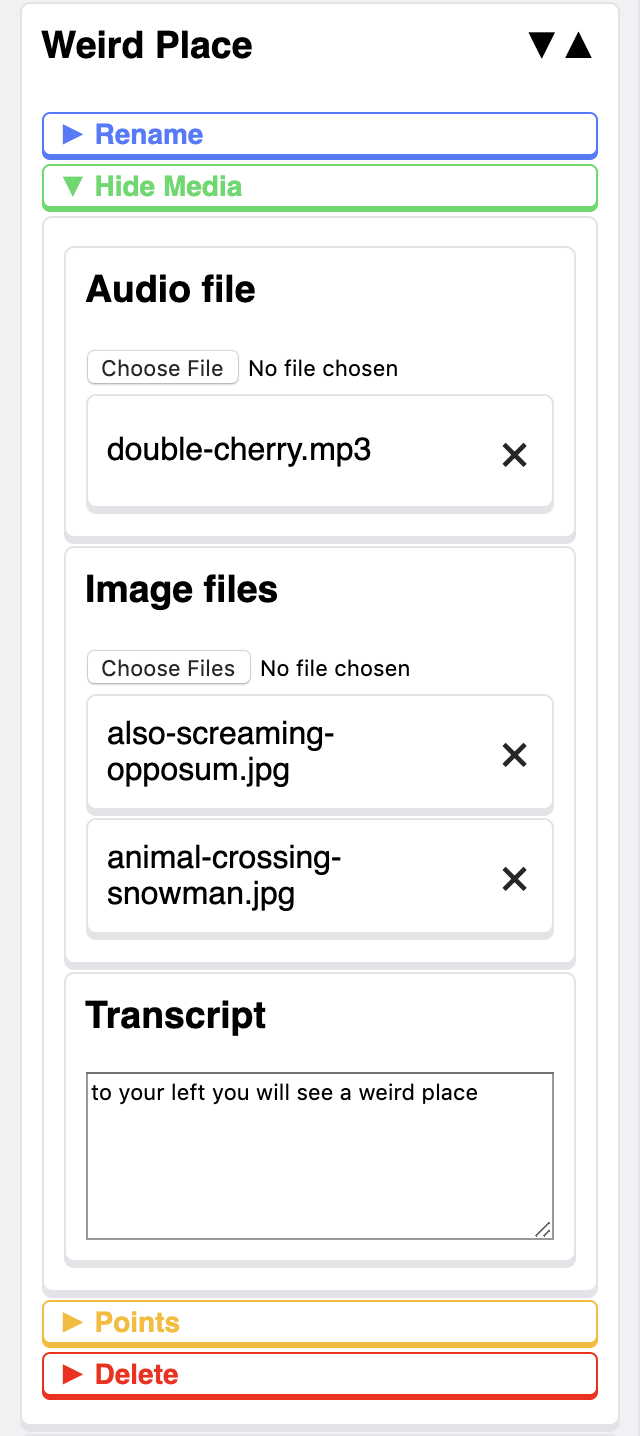 Weird Place ▼▲
▶ Rename
▼ Hide Media
Audio file
Choose File No file chosen
double-cherry.mp3 ✕
Image files
Choose Files No file chosen
also-screaming-
opposum.jpg ✕
animal-crossing-
snowman.jpg ✕
Transcript
to your left you will see a weird place
▶ Points
▶ Delete